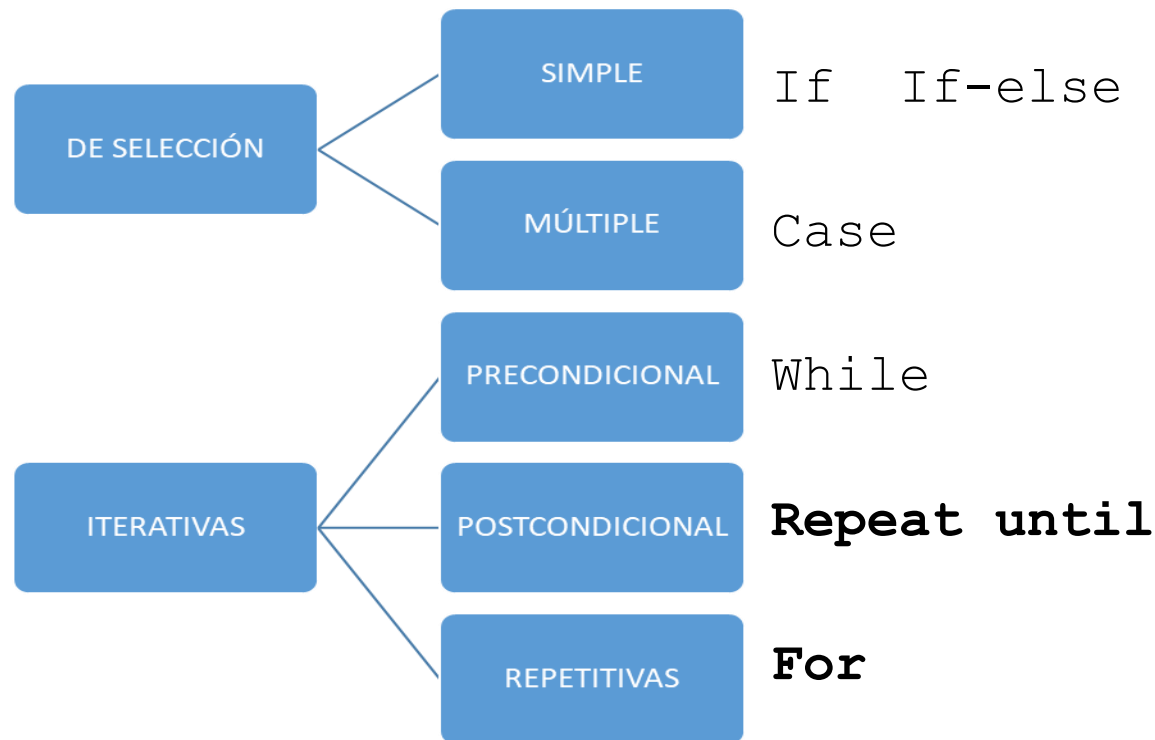 DE SELECCIÓN
SIMPLE
If If-else
MÚLTIPLE
Case
ITERATIVAS
PRECONDICIONAL
While
POSTCONDICIONAL
Repeat until
REPETITIVAS
For